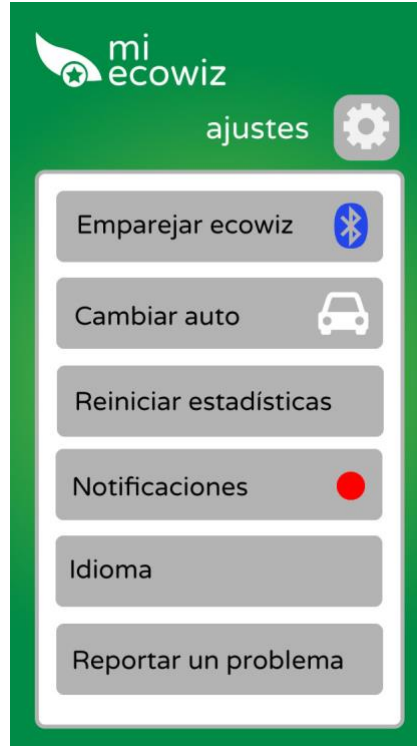 mi
ecowiz
ajustes
Emparejar ecowiz
Cambiar auto
Reiniciar estadísticas
Notificaciones
Idioma
Reportar un problema